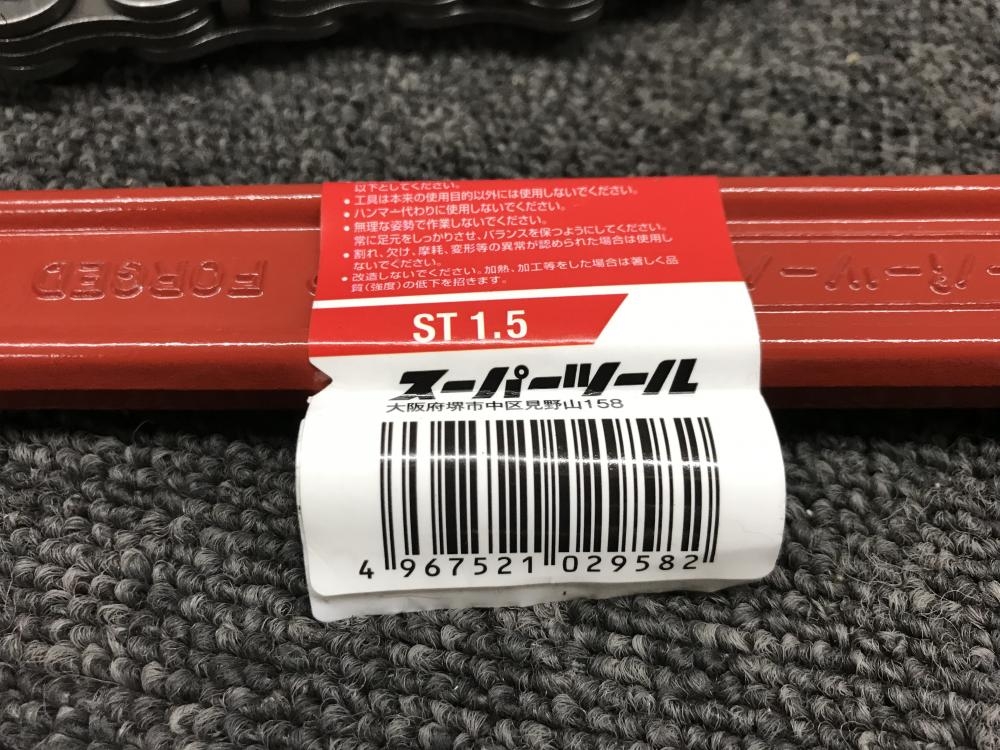 以下としてください。
●工具は本来の使用目的以外には使用しないでください。
●ハンマー代わりに使用しないでください。
●無理な姿勢で作業しないでください。
常に足元をしっかりさせ、バランスを保つようにしてください。
●割れ、欠け、摩耗、変形等の異常が認められた場合は使用し
ないでください。
●改造しないでください。加熱、加工等をした場合は著しく品
質(強度)の低下を招きます。
FORGED
ST 1.5
スーパーツール
大阪府堺市中区見野山158
4 967521 029582